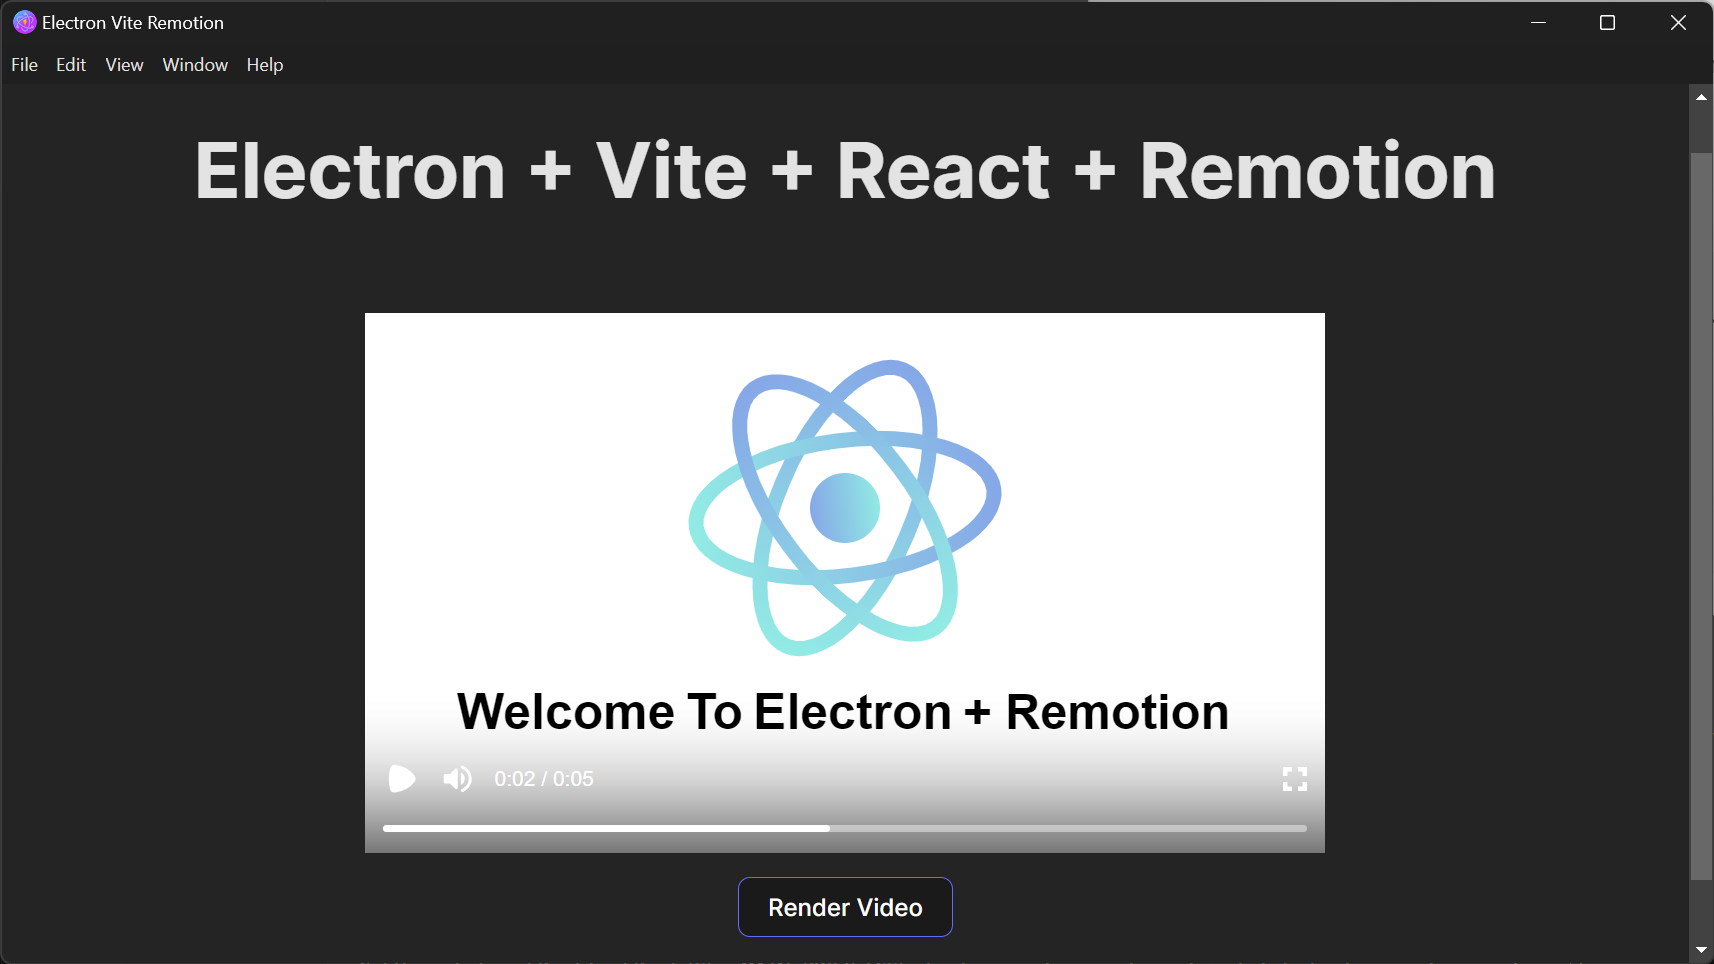 Electron Vite Remotion
File Edit View Window Help
Electron + Vite + React + Remotion
Welcome To Electron + Remotion
0:02 / 0:05
Render Video